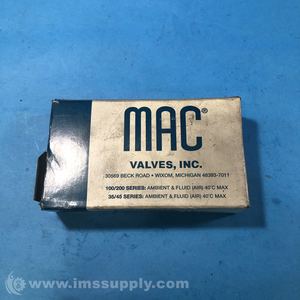 MAC®
VALVES, INC.
30569 BECK ROAD • WIXOM, MICHIGAN 48393-7011
100/200 SERIES: AMBIENT & FLUID (AIR) 40°C MAX
35/45 SERIES: AMBIENT & FLUID (AIR) 40°C MAX
© www.imssupply.com